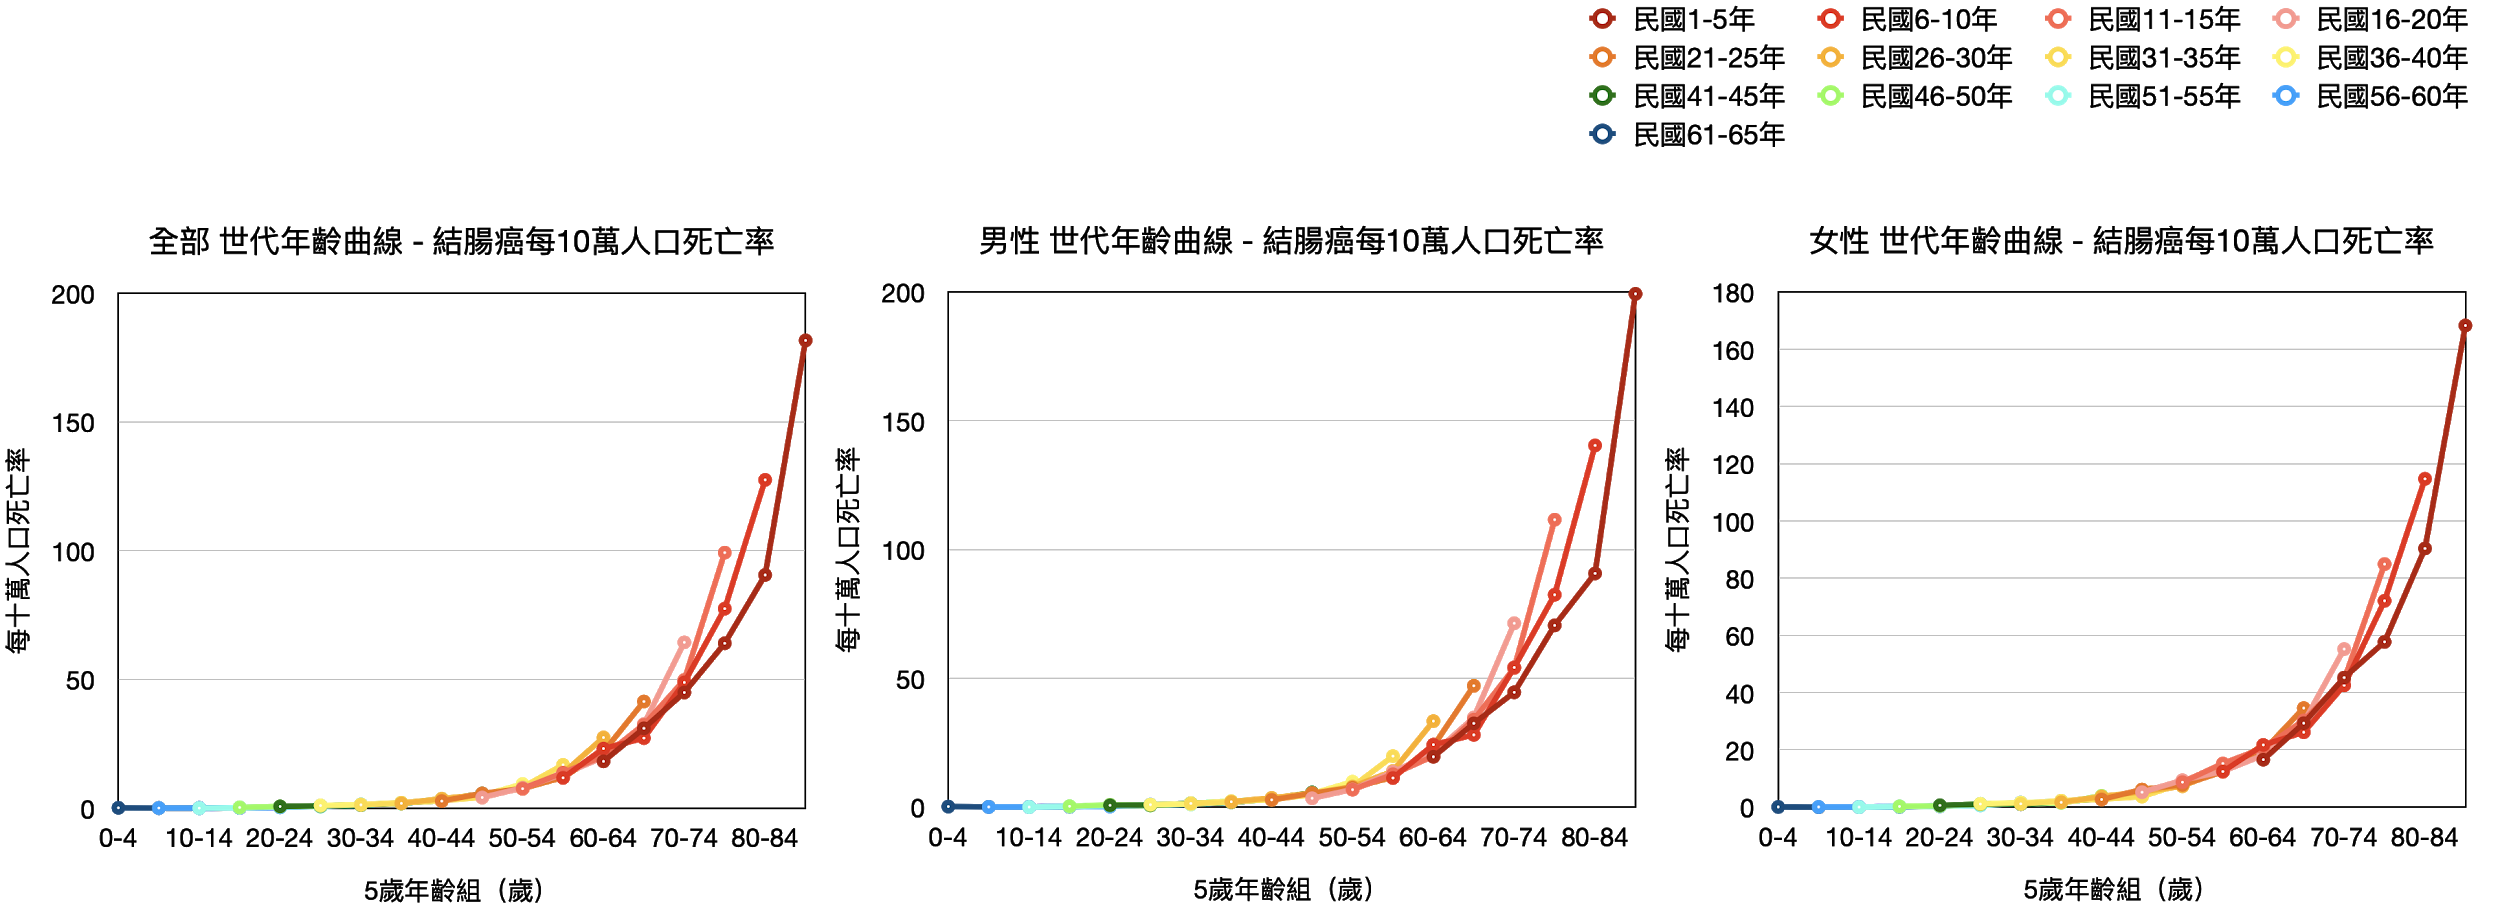 民國1-5年 民國6-10年 民國11-15年 民國16-20年
民國21-25年 民國26-30年 民國31-35年 民國36-40年
民國41-45年 民國46-50年 民國51-55年 民國56-60年
民國61-65年
全部 世代年齡曲線 - 結腸癌每10萬人口死亡率
每十萬人口死亡率
200
150
100
50
0
0-4 10-14 20-24 30-34 40-44 50-54 60-64 70-74 80-84
5歲年齡組（歲）
男性 世代年齡曲線 - 結腸癌每10萬人口死亡率
每十萬人口死亡率
200
150
100
50
0
0-4 10-14 20-24 30-34 40-44 50-54 60-64 70-74 80-84
5歲年齡組（歲）
女性 世代年齡曲線 - 結腸癌每10萬人口死亡率
每十萬人口死亡率
180
160
140
120
100
80
60
40
20
0
0-4 10-14 20-24 30-34 40-44 50-54 60-64 70-74 80-84
5歲年齡組（歲）